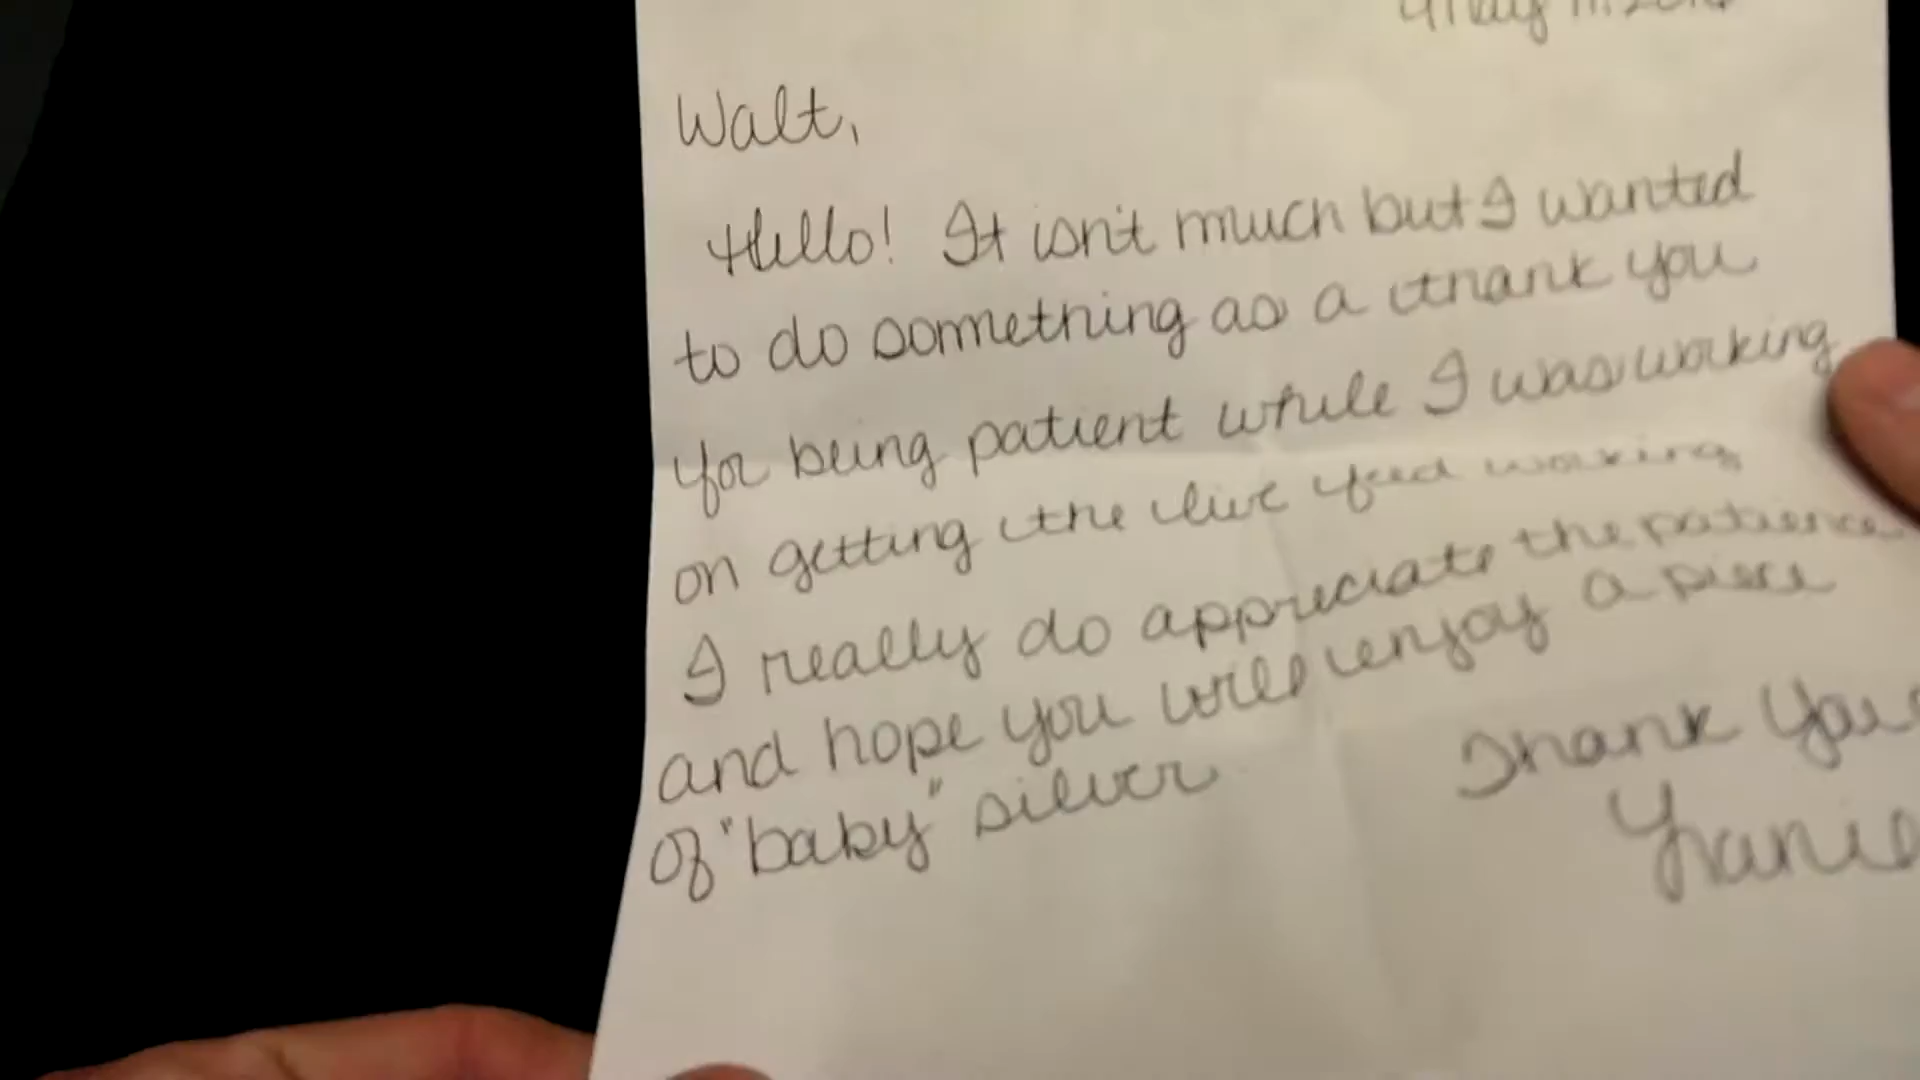 Walt,
Hello! It isn't much but I wanted
to do something as a thank you
for being patient while I was working
on getting the live feed working
I really do appreciate the patience
and hope you will enjoy a piece
of "baby" silver
Thank You